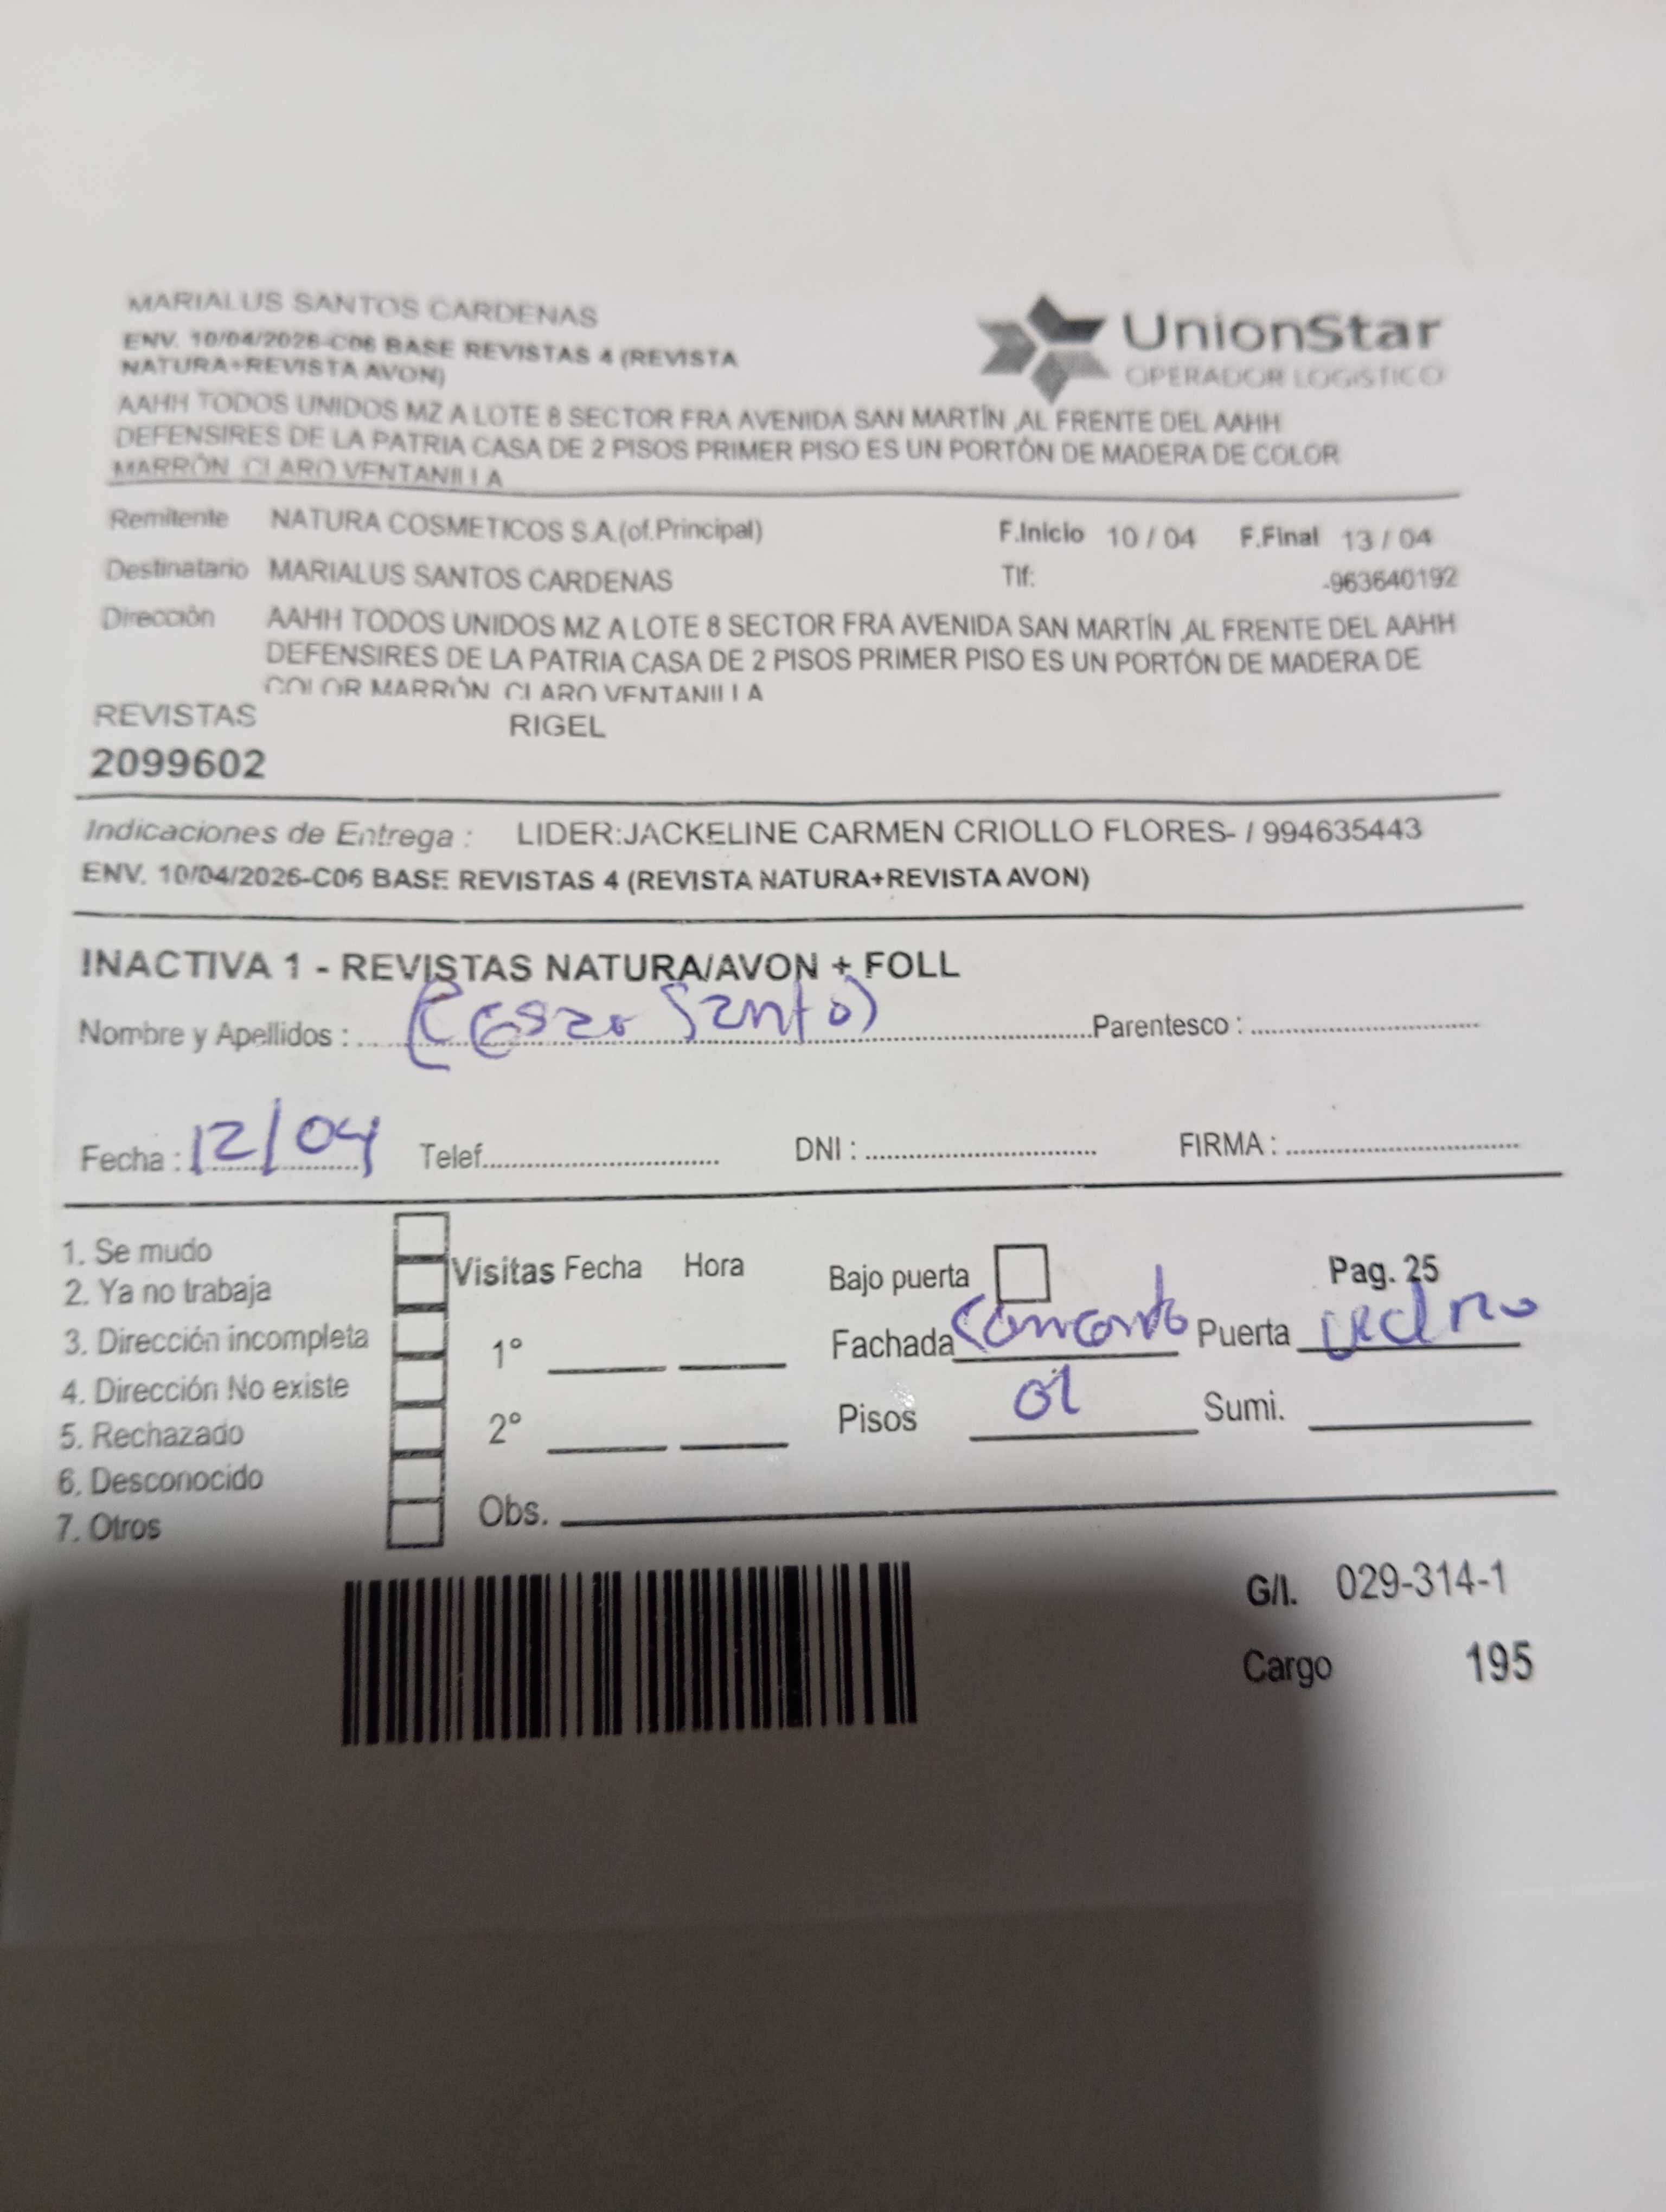 MARIALUS SANTOS CARDENAS
ENV. 10/04/2026-C06 BASE REVISTAS 4 (REVISTA
NATURA+REVISTA AVON)
UnionStar
OPERADOR LOGISTICO
AAHH TODOS UNIDOS MZ A LOTE 8 SECTOR FRA AVENIDA SAN MARTÍN ,AL FRENTE DEL AAHH
DEFENSIRES DE LA PATRIA CASA DE 2 PISOS PRIMER PISO ES UN PORTÓN DE MADERA DE COLOR
MARRÓN CLARO VENTANILLA
Remitente NATURA COSMETICOS S.A.(of.Principal) F.Inicio 10 / 04 F.Final 13 / 04
Destinatario MARIALUS SANTOS CARDENAS Tlf: -963640192
Dirección AAHH TODOS UNIDOS MZ A LOTE 8 SECTOR FRA AVENIDA SAN MARTÍN ,AL FRENTE DEL AAHH
DEFENSIRES DE LA PATRIA CASA DE 2 PISOS PRIMER PISO ES UN PORTÓN DE MADERA DE
COLOR MARRÓN CLARO VENTANILLA
REVISTAS RIGEL
2099602
Indicaciones de Entrega : LIDER:JACKELINE CARMEN CRIOLLO FLORES- / 994635443
ENV. 10/04/2026-C06 BASE REVISTAS 4 (REVISTA NATURA+REVISTA AVON)
INACTIVA 1 - REVISTAS NATURA/AVON + FOLL
Nombre y Apellidos : Parentesco :
Fecha : 12/04 Telef. DNI : FIRMA :
1. Se mudo
2. Ya no trabaja
3. Dirección incompleta
4. Dirección No existe
5. Rechazado
6. Desconocido
7. Otros
Visitas Fecha Hora
1°
2°
Obs.
Bajo puerta
Pag. 25
Fachada Puerta
Pisos 01 Sumi.
G/I. 029-314-1
Cargo 195